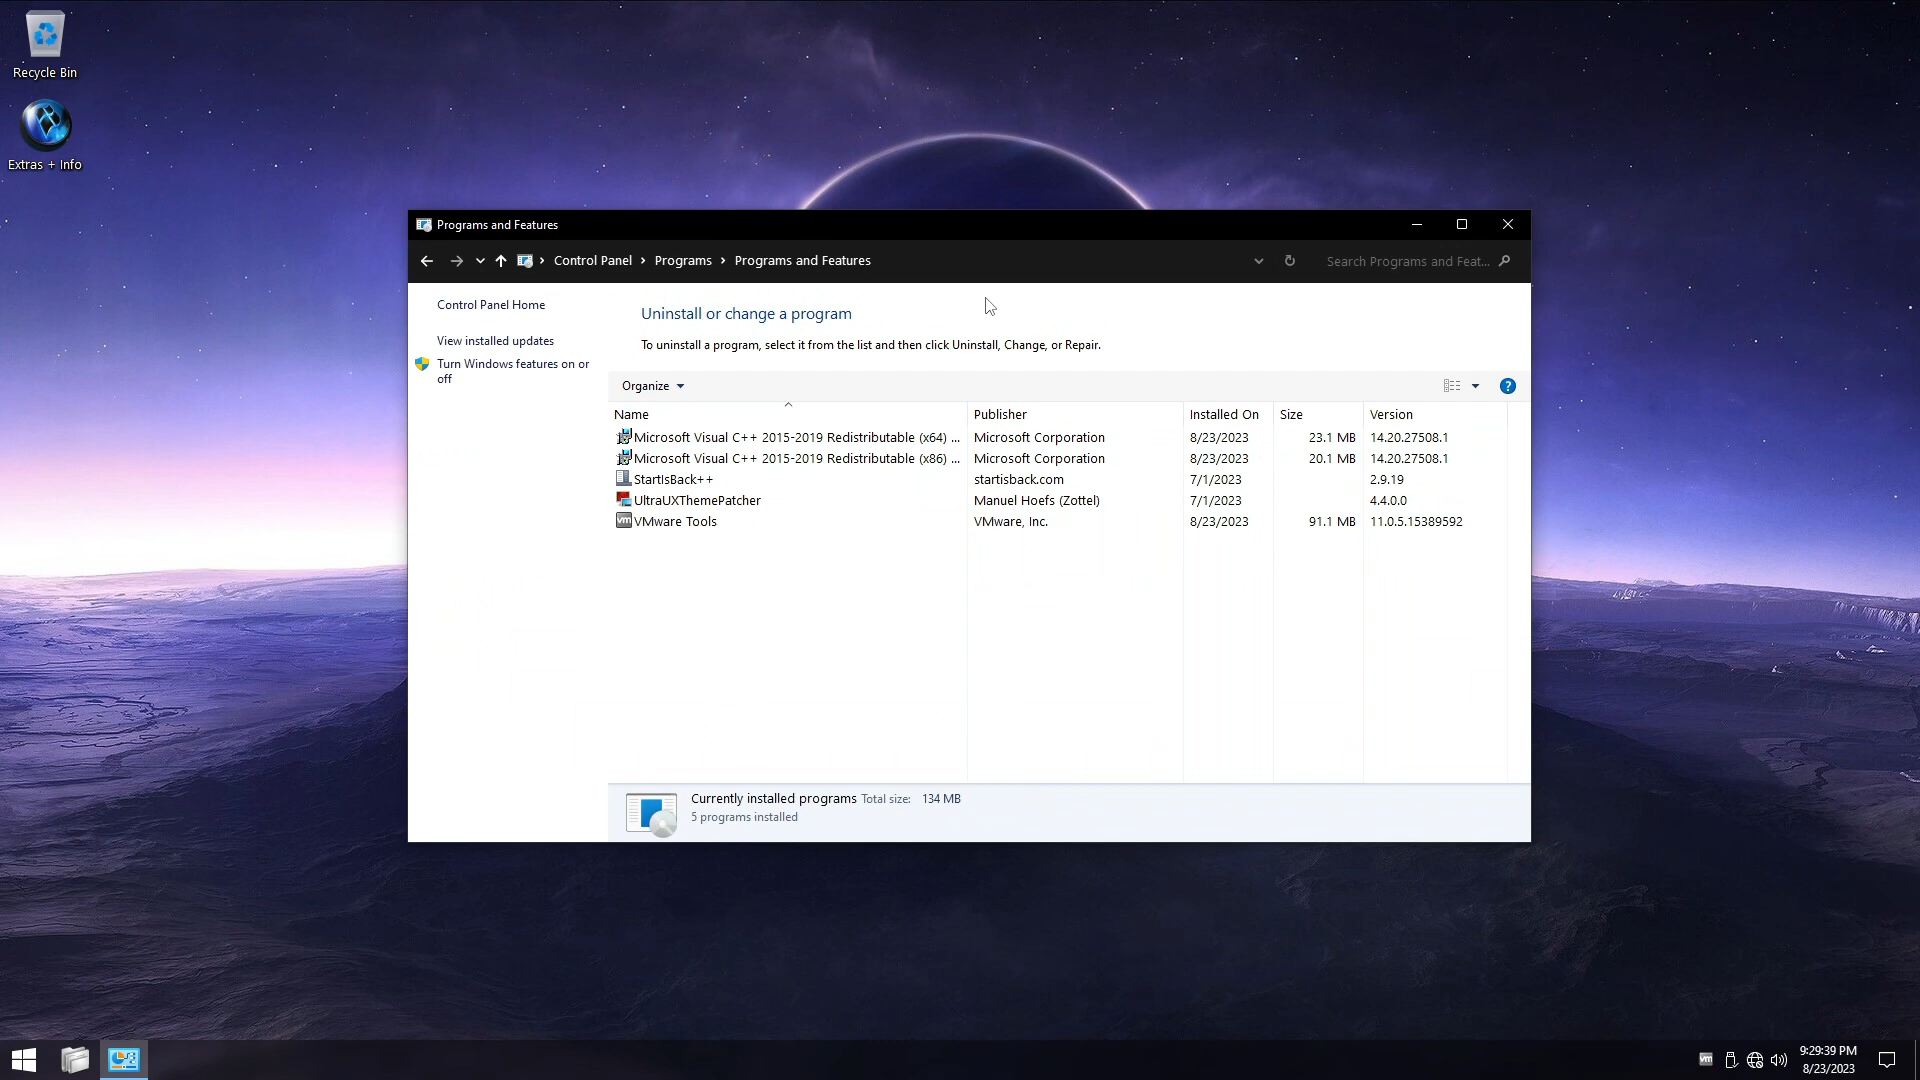 Recycle Bin
Extras + Info
Programs and Features
Control Panel
Programs
Programs and Features
Search Programs and Feat...
Control Panel Home
View installed updates
Turn Windows features on or
off
Uninstall or change a program
To uninstall a program, select it from the list and then click Uninstall, Change, or Repair.
Organize
Name Publisher Installed On Size Version
Microsoft Visual C++ 2015-2019 Redistributable (x64) ... Microsoft Corporation 8/23/2023 23.1 MB 14.20.27508.1
Microsoft Visual C++ 2015-2019 Redistributable (x86) ... Microsoft Corporation 8/23/2023 20.1 MB 14.20.27508.1
StartIsBack++ startisback.com 7/1/2023 2.9.19
UltraUXThemePatcher Manuel Hoefs (Zottel) 7/1/2023 4.4.0.0
vm VMware Tools VMware, Inc. 8/23/2023 91.1 MB 11.0.5.15389592
Currently installed programs Total size: 134 MB
5 programs installed
vm
9:29:39 PM
8/23/2023